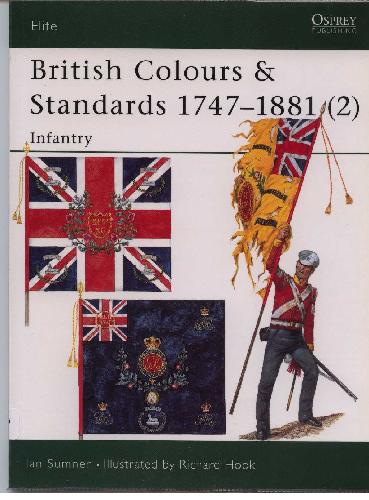 Elite
OSPREY
PUBLISHING
British Colours &
Standards 1747–1881 (2)
Infantry
Ian Sumner · Illustrated by Richard Hook